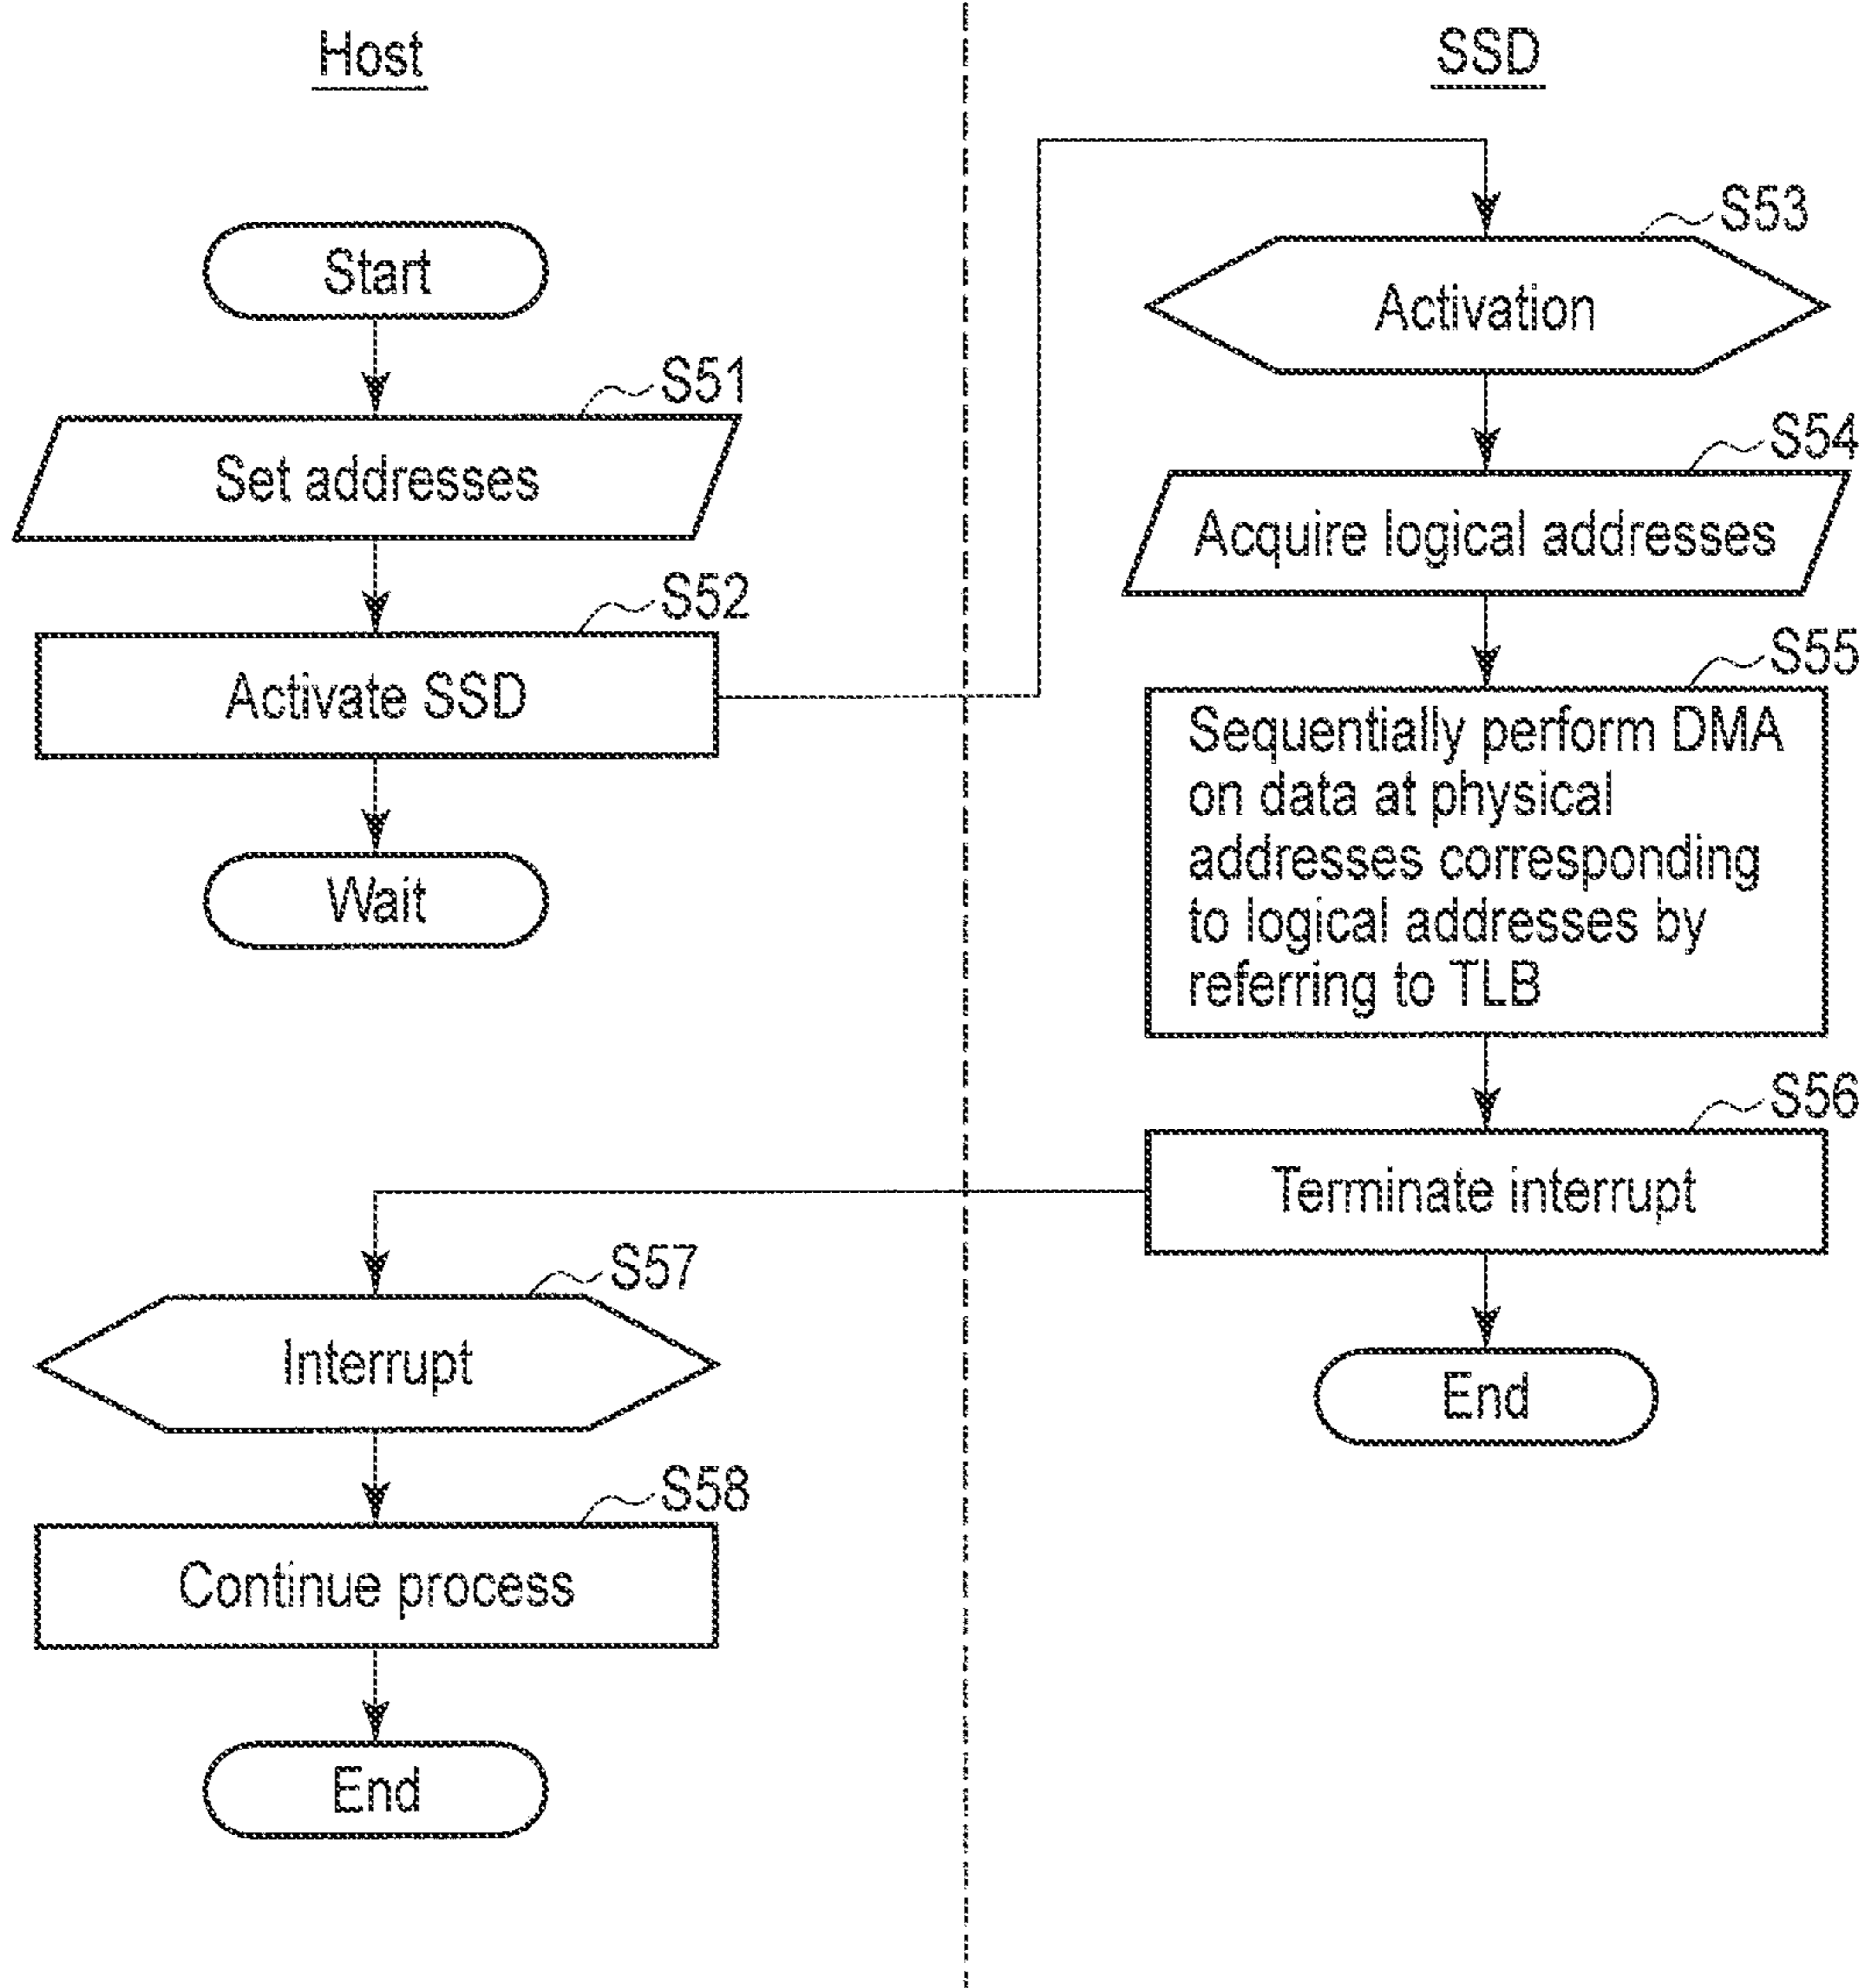 Host
Start
S51
Set addresses
S52
Activate SSD
Wait
S57
Interrupt
S58
Continue process
End
SSD
S53
Activation
S54
Acquire logical addresses
S55
Sequentially perform DMA
on data at physical
addresses corresponding
to logical addresses by
referring to TLB
S56
Terminate interrupt
End